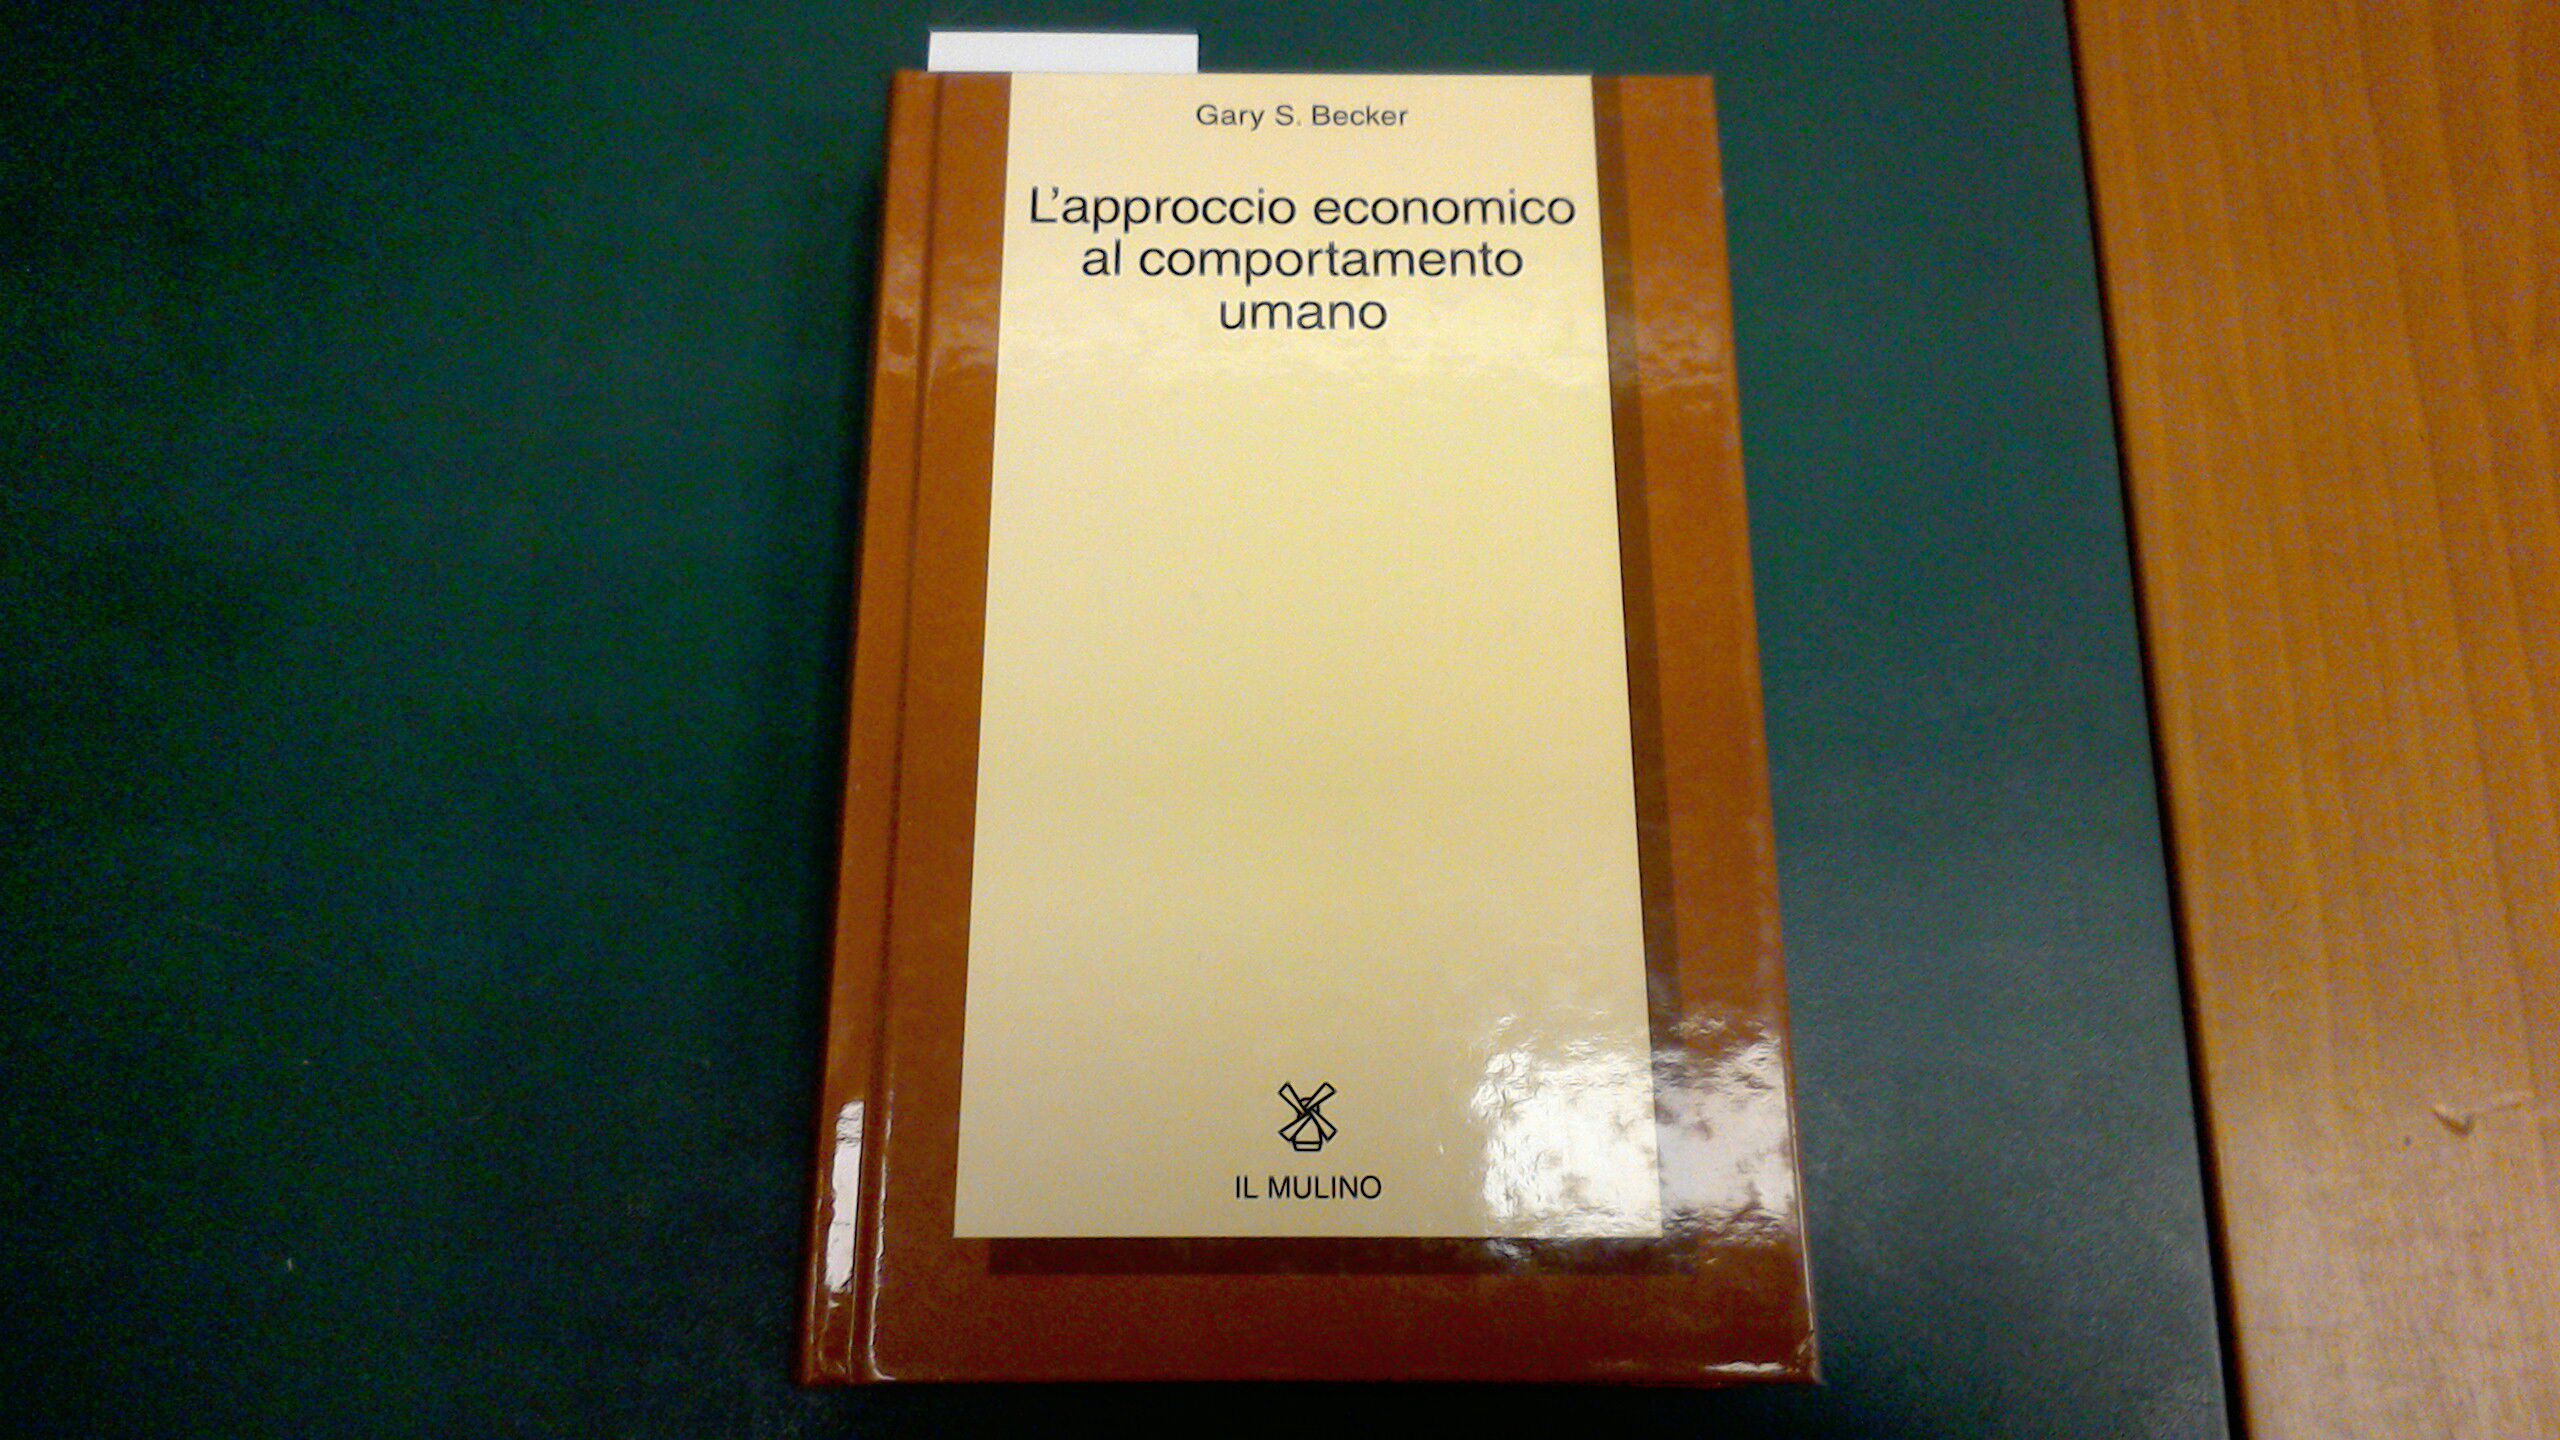 Gary S. Becker
L'approccio economico
al comportamento
umano
IL MULINO